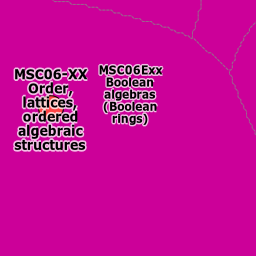 MSC06-XX
Order,
lattices,
ordered
algebraic
structures
MSC06Exx
Boolean
algebras
(Boolean
rings)